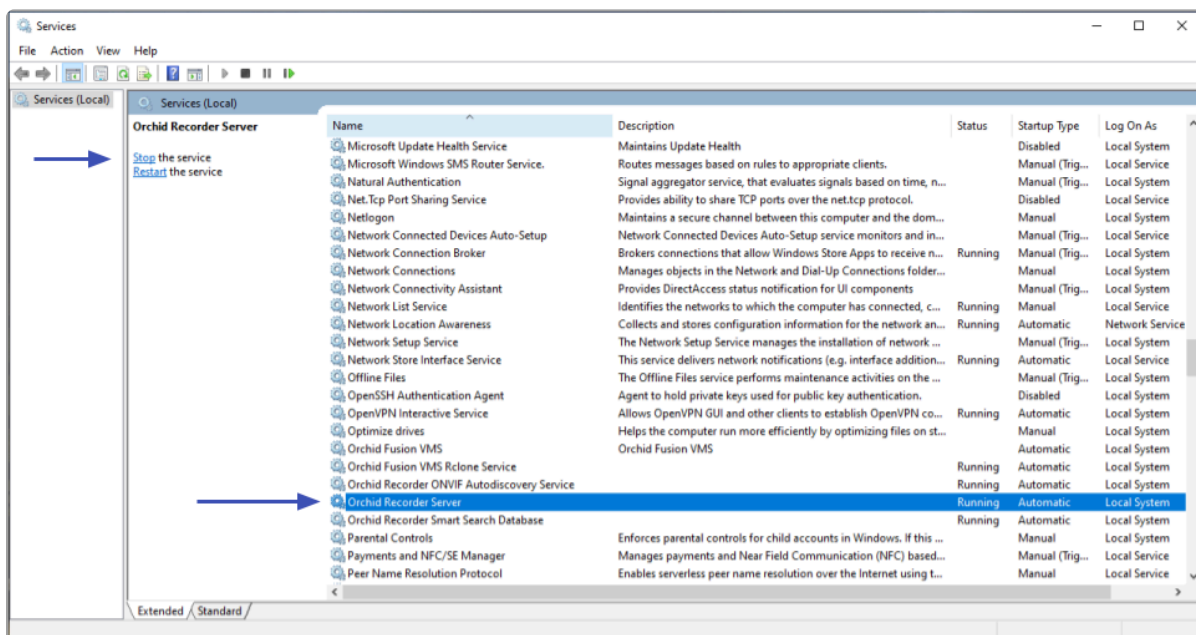 Services
File Action View Help
Services (Local)
Services (Local)
Orchid Recorder Server
Stop the service
Restart the service
Name Description Status Startup Type Log On As
Microsoft Update Health Service Maintains Update Health Disabled Local System
Microsoft Windows SMS Router Service. Routes messages based on rules to appropriate clients. Manual (Trig... Local Service
Natural Authentication Signal aggregator service, that evaluates signals based on time, n... Manual (Trig... Local System
Net.Tcp Port Sharing Service Provides ability to share TCP ports over the net.tcp protocol. Disabled Local Service
Netlogon Maintains a secure channel between this computer and the dom... Manual Local System
Network Connected Devices Auto-Setup Network Connected Devices Auto-Setup service monitors and in... Manual (Trig... Local Service
Network Connection Broker Brokers connections that allow Windows Store Apps to receive n... Running Manual (Trig... Local System
Network Connections Manages objects in the Network and Dial-Up Connections folder... Manual Local System
Network Connectivity Assistant Provides DirectAccess status notification for UI components Manual (Trig... Local System
Network List Service Identifies the networks to which the computer has connected, c... Running Manual Local Service
Network Location Awareness Collects and stores configuration information for the network an... Running Automatic Network Service
Network Setup Service The Network Setup Service manages the installation of network ... Manual (Trig... Local System
Network Store Interface Service This service delivers network notifications (e.g. interface addition... Running Automatic Local Service
Offline Files The Offline Files service performs maintenance activities on the ... Manual (Trig... Local System
OpenSSH Authentication Agent Agent to hold private keys used for public key authentication. Disabled Local System
OpenVPN Interactive Service Allows OpenVPN GUI and other clients to establish OpenVPN co... Running Automatic Local System
Optimize drives Helps the computer run more efficiently by optimizing files on st... Manual Local System
Orchid Fusion VMS Orchid Fusion VMS Automatic Local System
Orchid Fusion VMS Rclone Service Running Automatic Local System
Orchid Recorder ONVIF Autodiscovery Service Running Automatic Local System
Orchid Recorder Server Running Automatic Local System
Orchid Recorder Smart Search Database Running Automatic Local System
Parental Controls Enforces parental controls for child accounts in Windows. If this ... Manual Local System
Payments and NFC/SE Manager Manages payments and Near Field Communication (NFC) based... Manual (Trig... Local Service
Peer Name Resolution Protocol Enables serverless peer name resolution over the Internet using t... Manual Local Service
Extended Standard